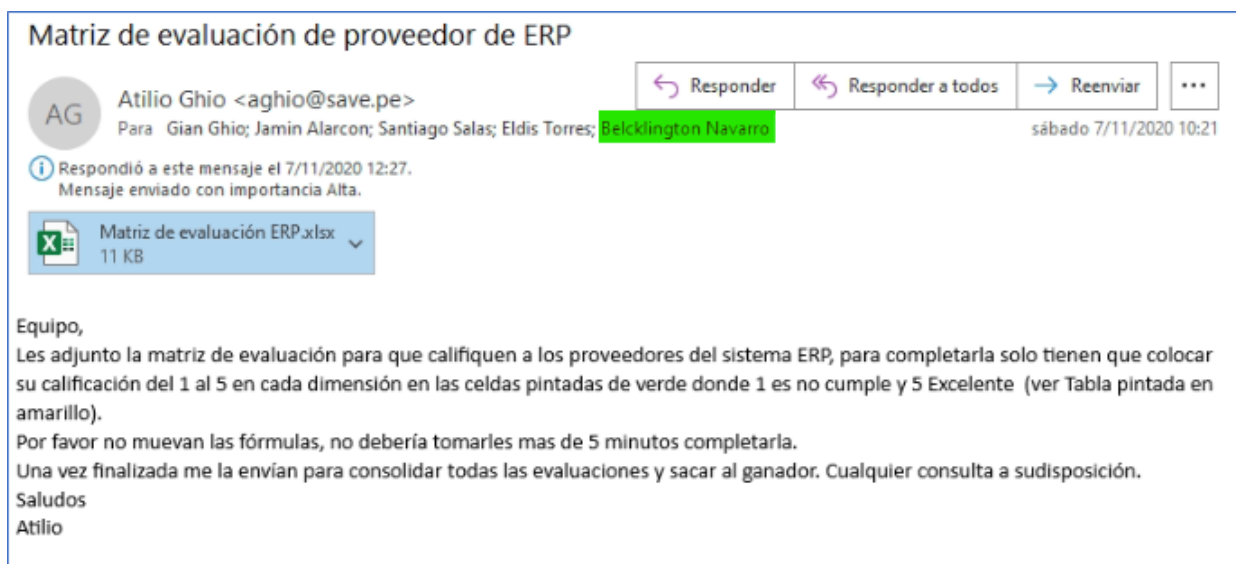 Matriz de evaluación de proveedor de ERP
Responder
Responder a todos
Reenviar
AG
Atilio Ghio <aghio@save.pe>
Para Gian Ghio; Jamin Alarcon; Santiago Salas; Eldis Torres; Belcklington Navarro
sábado 7/11/2020 10:21
Respondió a este mensaje el 7/11/2020 12:27.
Mensaje enviado con importancia Alta.
Matriz de evaluación ERP.xlsx
11 KB
Equipo,
Les adjunto la matriz de evaluación para que califiquen a los proveedores del sistema ERP, para completarla solo tienen que colocar
su calificación del 1 al 5 en cada dimensión en las celdas pintadas de verde donde 1 es no cumple y 5 Excelente (ver Tabla pintada en
amarillo).
Por favor no muevan las fórmulas, no debería tomarles mas de 5 minutos completarla.
Una vez finalizada me la envían para consolidar todas las evaluaciones y sacar al ganador. Cualquier consulta a sudisposición.
Saludos
Atilio